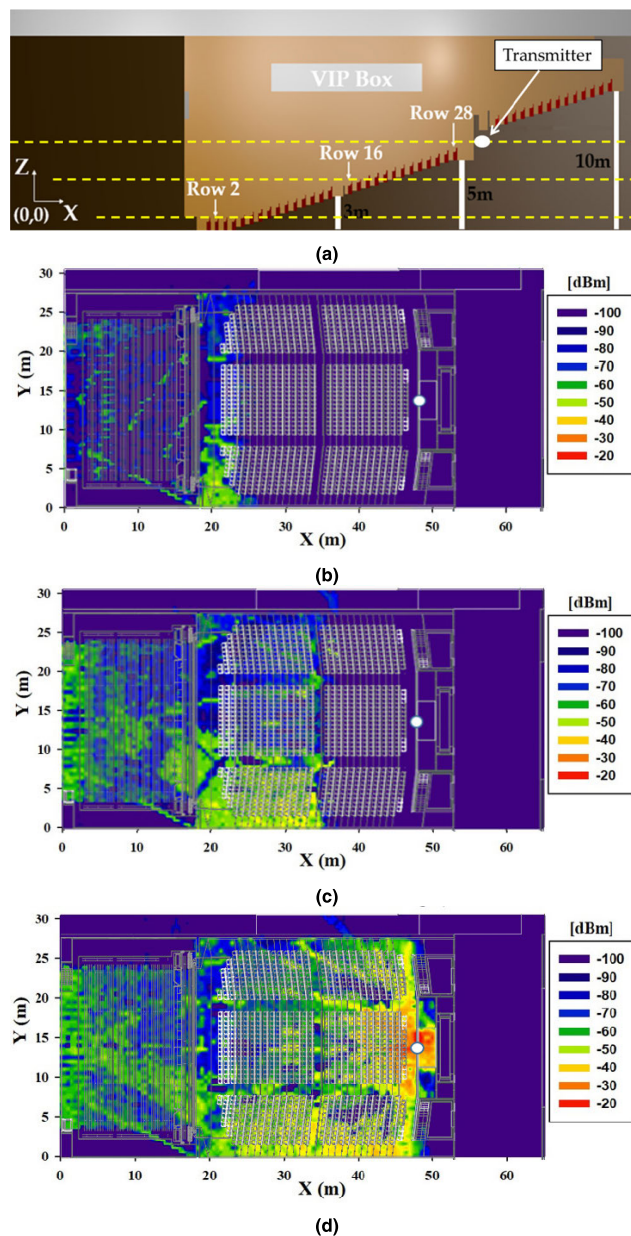 Transmitter
VIP Box
Row 28
Row 16
Row 2
Z
X
(0,0)
3m
5m
10m
(a)
[dBm]
-100
-90
-80
-70
-60
-50
-40
-30
-20
Y (m)
30
25
20
15
10
5
0
0 10 20 30 40 50 60
X (m)
(b)
[dBm]
-100
-90
-80
-70
-60
-50
-40
-30
-20
Y (m)
30
25
20
15
10
5
0
0 10 20 30 40 50 60
X (m)
(c)
[dBm]
-100
-90
-80
-70
-60
-50
-40
-30
-20
Y (m)
30
25
20
15
10
5
0
0 10 20 30 40 50 60
X (m)
(d)